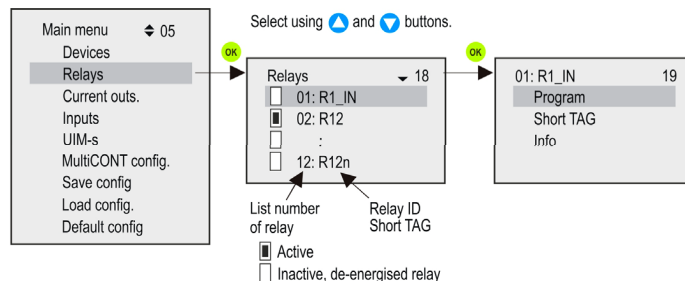 Select using and buttons.
Main menu 05
Devices
Relays
Current outs.
Inputs
UIM-s
MultiCONT config.
Save config
Load config.
Default config
OK
Relays 18
01: R1_IN
02: R12
:
12: R12n
List number
of relay
Relay ID
Short TAG
Active
Inactive, de-energised relay
OK
01: R1_IN 19
Program
Short TAG
Info